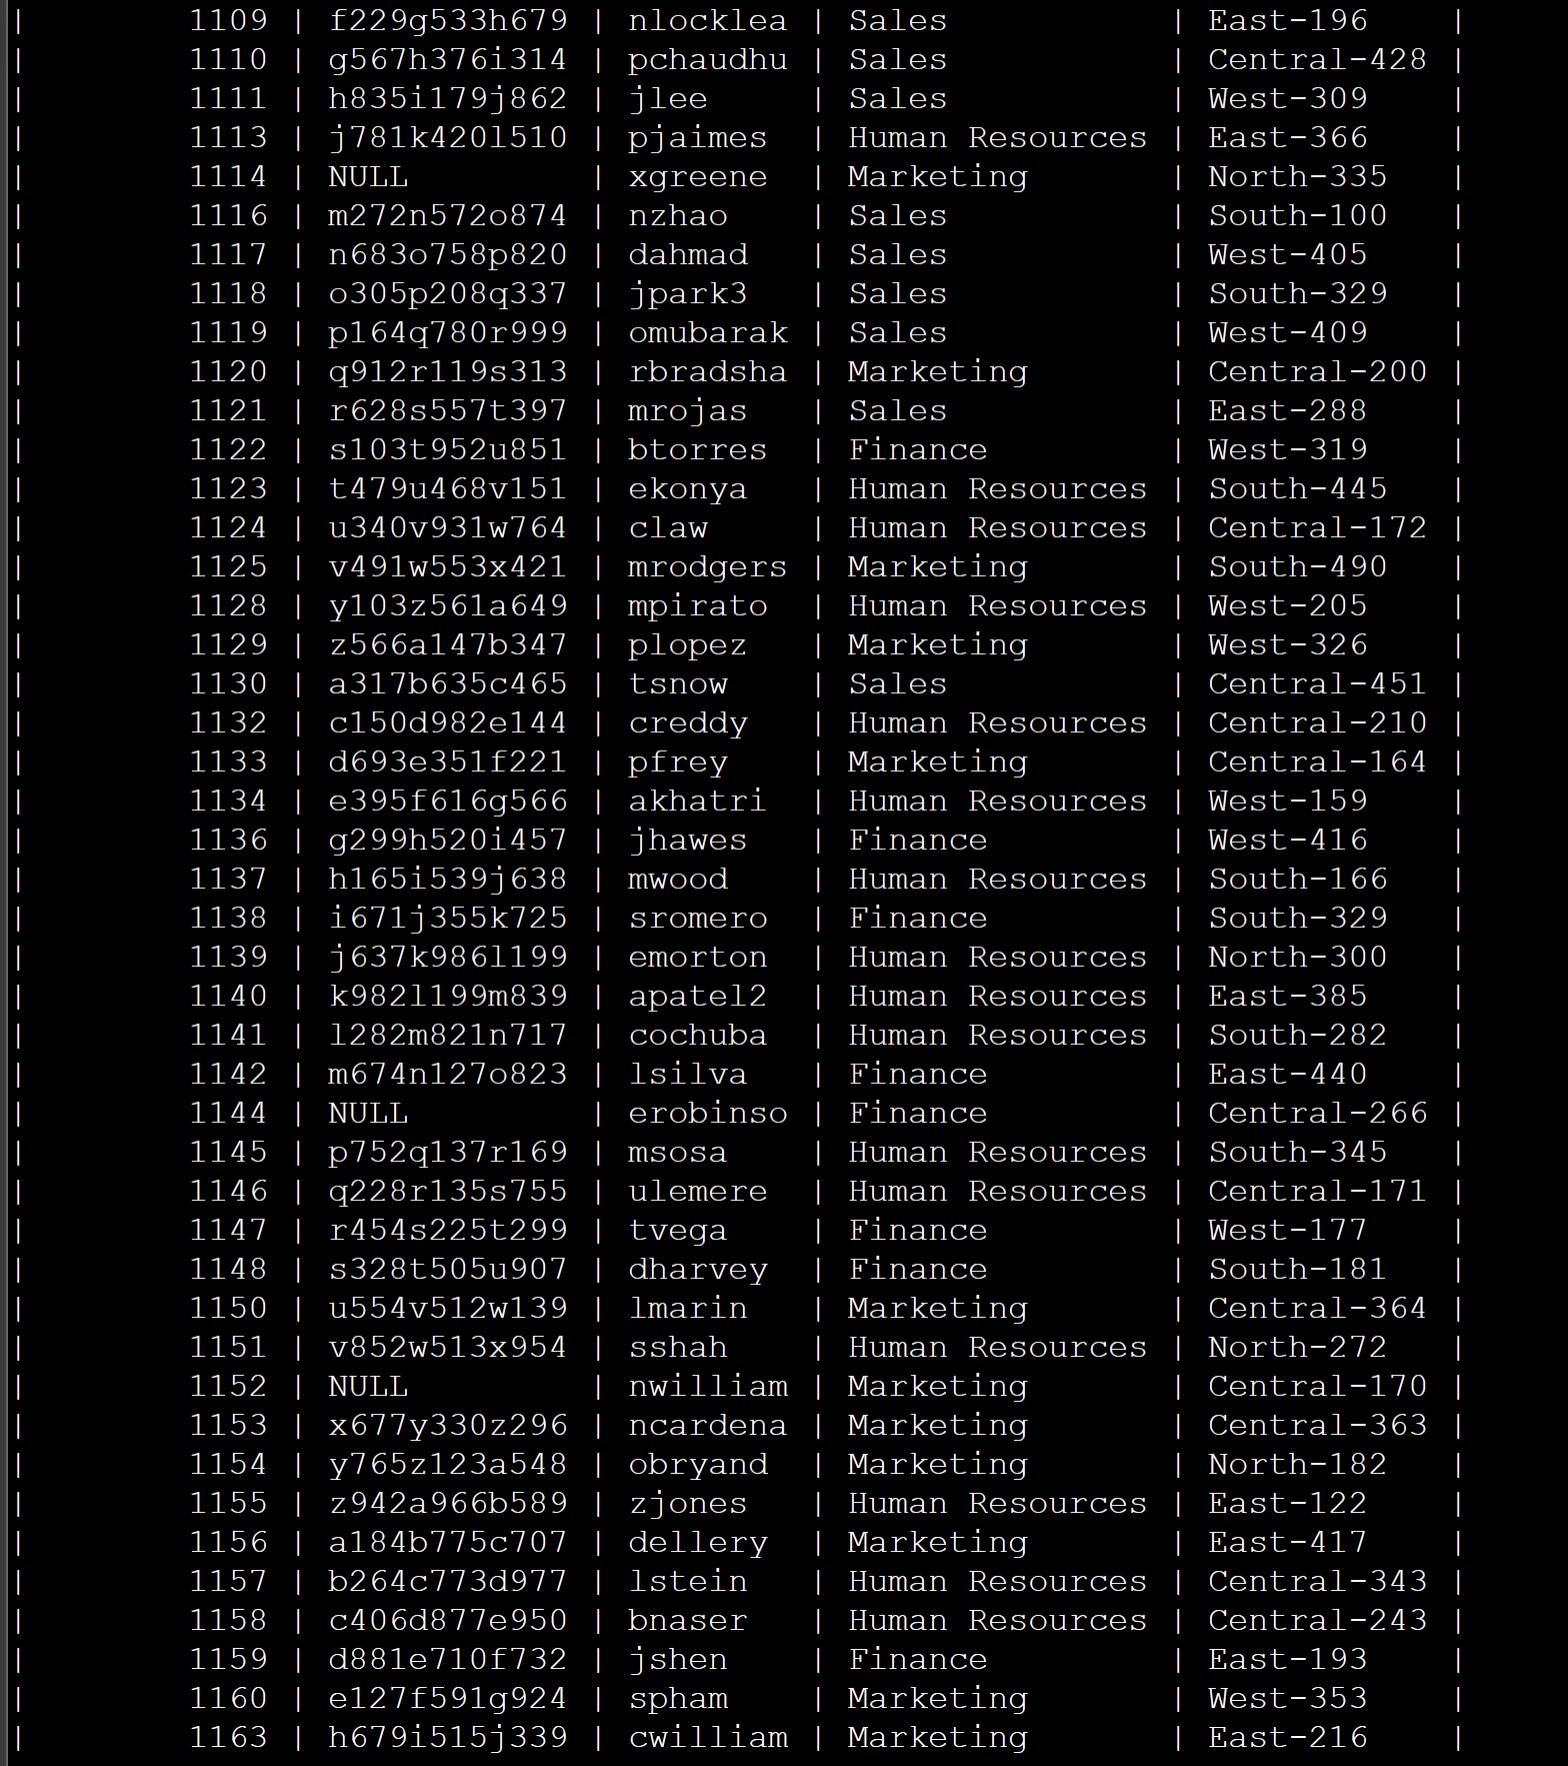 | 1109 | f229g533h679 | nlocklea | Sales | East-196 |
| 1110 | g567h376i314 | pchaudhu | Sales | Central-428 |
| 1111 | h835i179j862 | jlee | Sales | West-309 |
| 1113 | j781k420l510 | pjaimes | Human Resources | East-366 |
| 1114 | NULL | xgreene | Marketing | North-335 |
| 1116 | m272n572o874 | nzhao | Sales | South-100 |
| 1117 | n683o758p820 | dahmad | Sales | West-405 |
| 1118 | o305p208q337 | jpark3 | Sales | South-329 |
| 1119 | p164q780r999 | omubarak | Sales | West-409 |
| 1120 | q912r119s313 | rbradsha | Marketing | Central-200 |
| 1121 | r628s557t397 | mrojas | Sales | East-288 |
| 1122 | s103t952u851 | btorres | Finance | West-319 |
| 1123 | t479u468v151 | ekonya | Human Resources | South-445 |
| 1124 | u340v931w764 | claw | Human Resources | Central-172 |
| 1125 | v491w553x421 | mrodgers | Marketing | South-490 |
| 1128 | y103z561a649 | mpirato | Human Resources | West-205 |
| 1129 | z566a147b347 | plopez | Marketing | West-326 |
| 1130 | a317b635c465 | tsnow | Sales | Central-451 |
| 1132 | c150d982e144 | creddy | Human Resources | Central-210 |
| 1133 | d693e351f221 | pfrey | Marketing | Central-164 |
| 1134 | e395f616g566 | akhatri | Human Resources | West-159 |
| 1136 | g299h520i457 | jhawes | Finance | West-416 |
| 1137 | h165i539j638 | mwood | Human Resources | South-166 |
| 1138 | i671j355k725 | sromero | Finance | South-329 |
| 1139 | j637k986l199 | emorton | Human Resources | North-300 |
| 1140 | k982l199m839 | apatel2 | Human Resources | East-385 |
| 1141 | l282m821n717 | cochuba | Human Resources | South-282 |
| 1142 | m674n127o823 | lsilva | Finance | East-440 |
| 1144 | NULL | erobinso | Finance | Central-266 |
| 1145 | p752q137r169 | msosa | Human Resources | South-345 |
| 1146 | q228r135s755 | ulemere | Human Resources | Central-171 |
| 1147 | r454s225t299 | tvega | Finance | West-177 |
| 1148 | s328t505u907 | dharvey | Finance | South-181 |
| 1150 | u554v512w139 | lmarin | Marketing | Central-364 |
| 1151 | v852w513x954 | sshah | Human Resources | North-272 |
| 1152 | NULL | nwilliam | Marketing | Central-170 |
| 1153 | x677y330z296 | ncardena | Marketing | Central-363 |
| 1154 | y765z123a548 | obryand | Marketing | North-182 |
| 1155 | z942a966b589 | zjones | Human Resources | East-122 |
| 1156 | a184b775c707 | dellery | Marketing | East-417 |
| 1157 | b264c773d977 | lstein | Human Resources | Central-343 |
| 1158 | c406d877e950 | bnaser | Human Resources | Central-243 |
| 1159 | d881e710f732 | jshen | Finance | East-193 |
| 1160 | e127f591g924 | spham | Marketing | West-353 |
| 1163 | h679i515j339 | cwilliam | Marketing | East-216 |